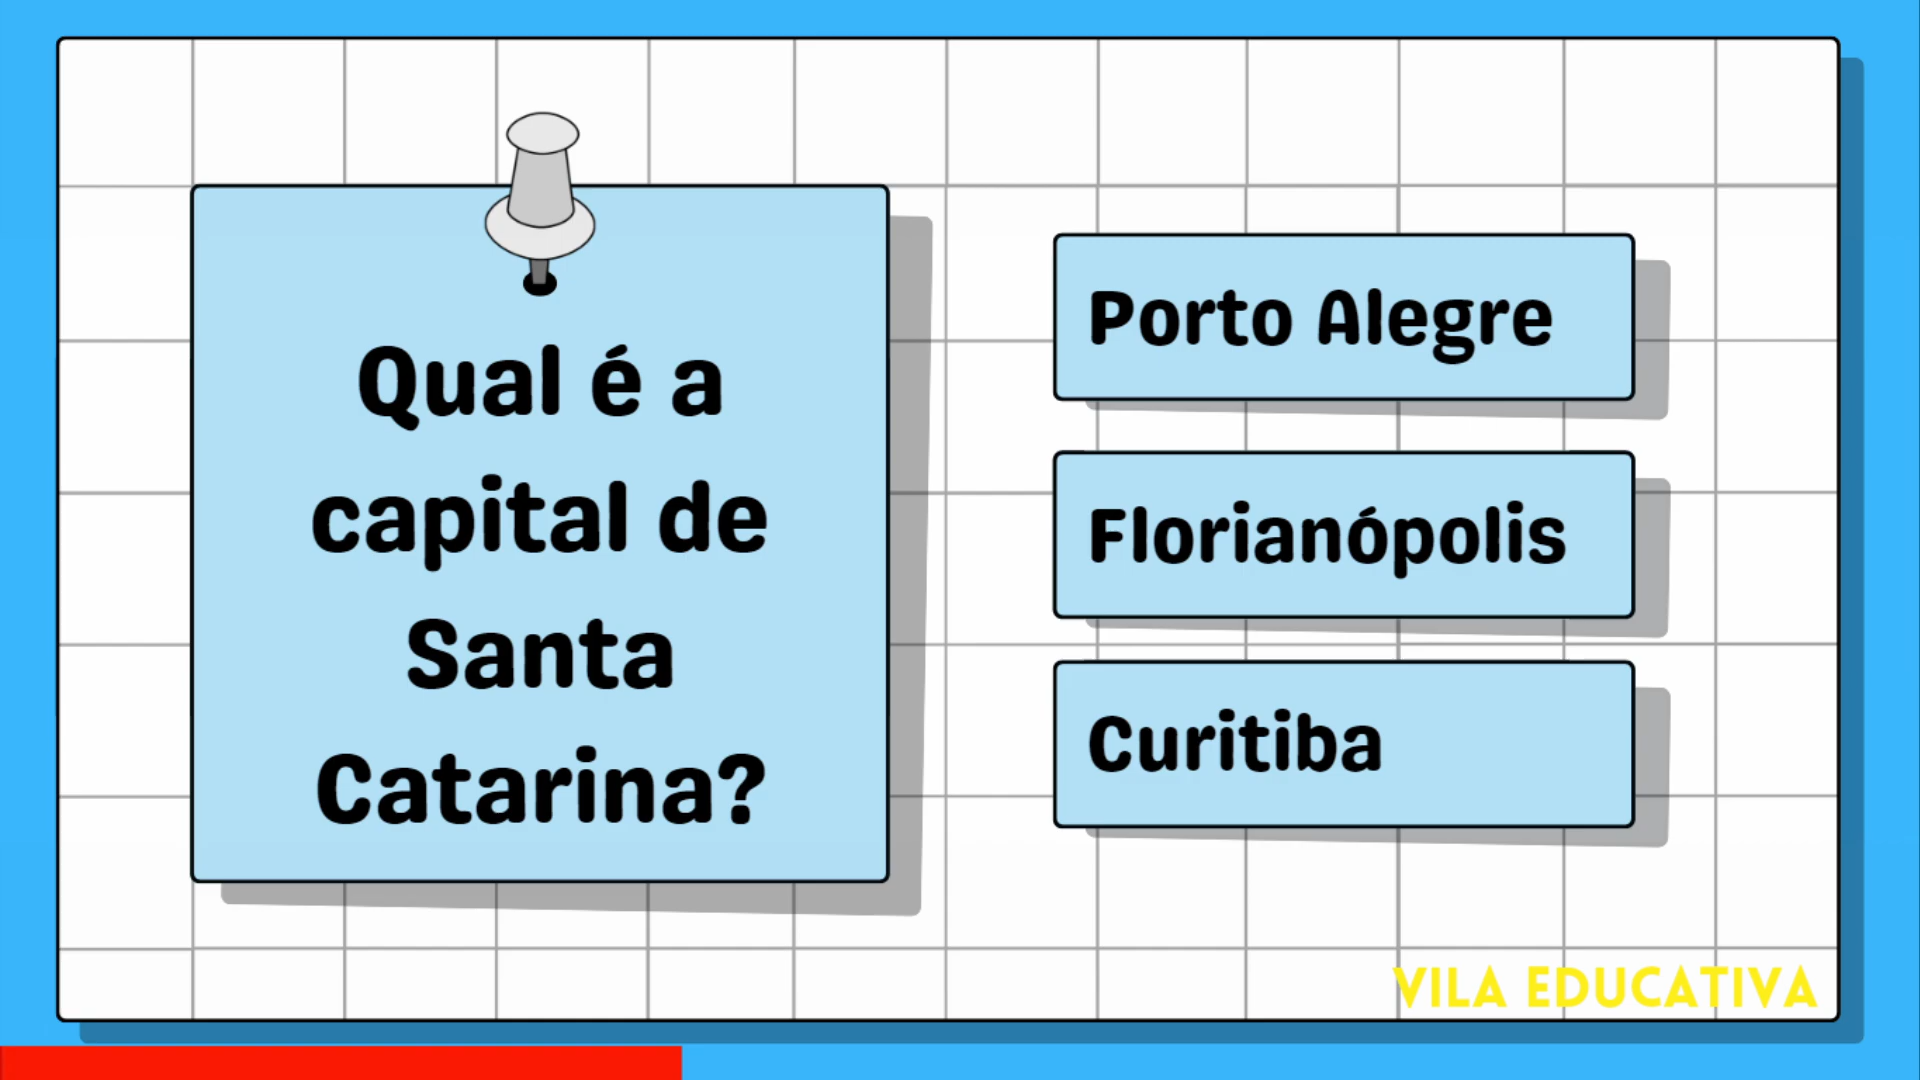 Qual é a
capital de
Santa
Catarina?
Porto Alegre
Florianópolis
Curitiba
VILA EDUCATIVA